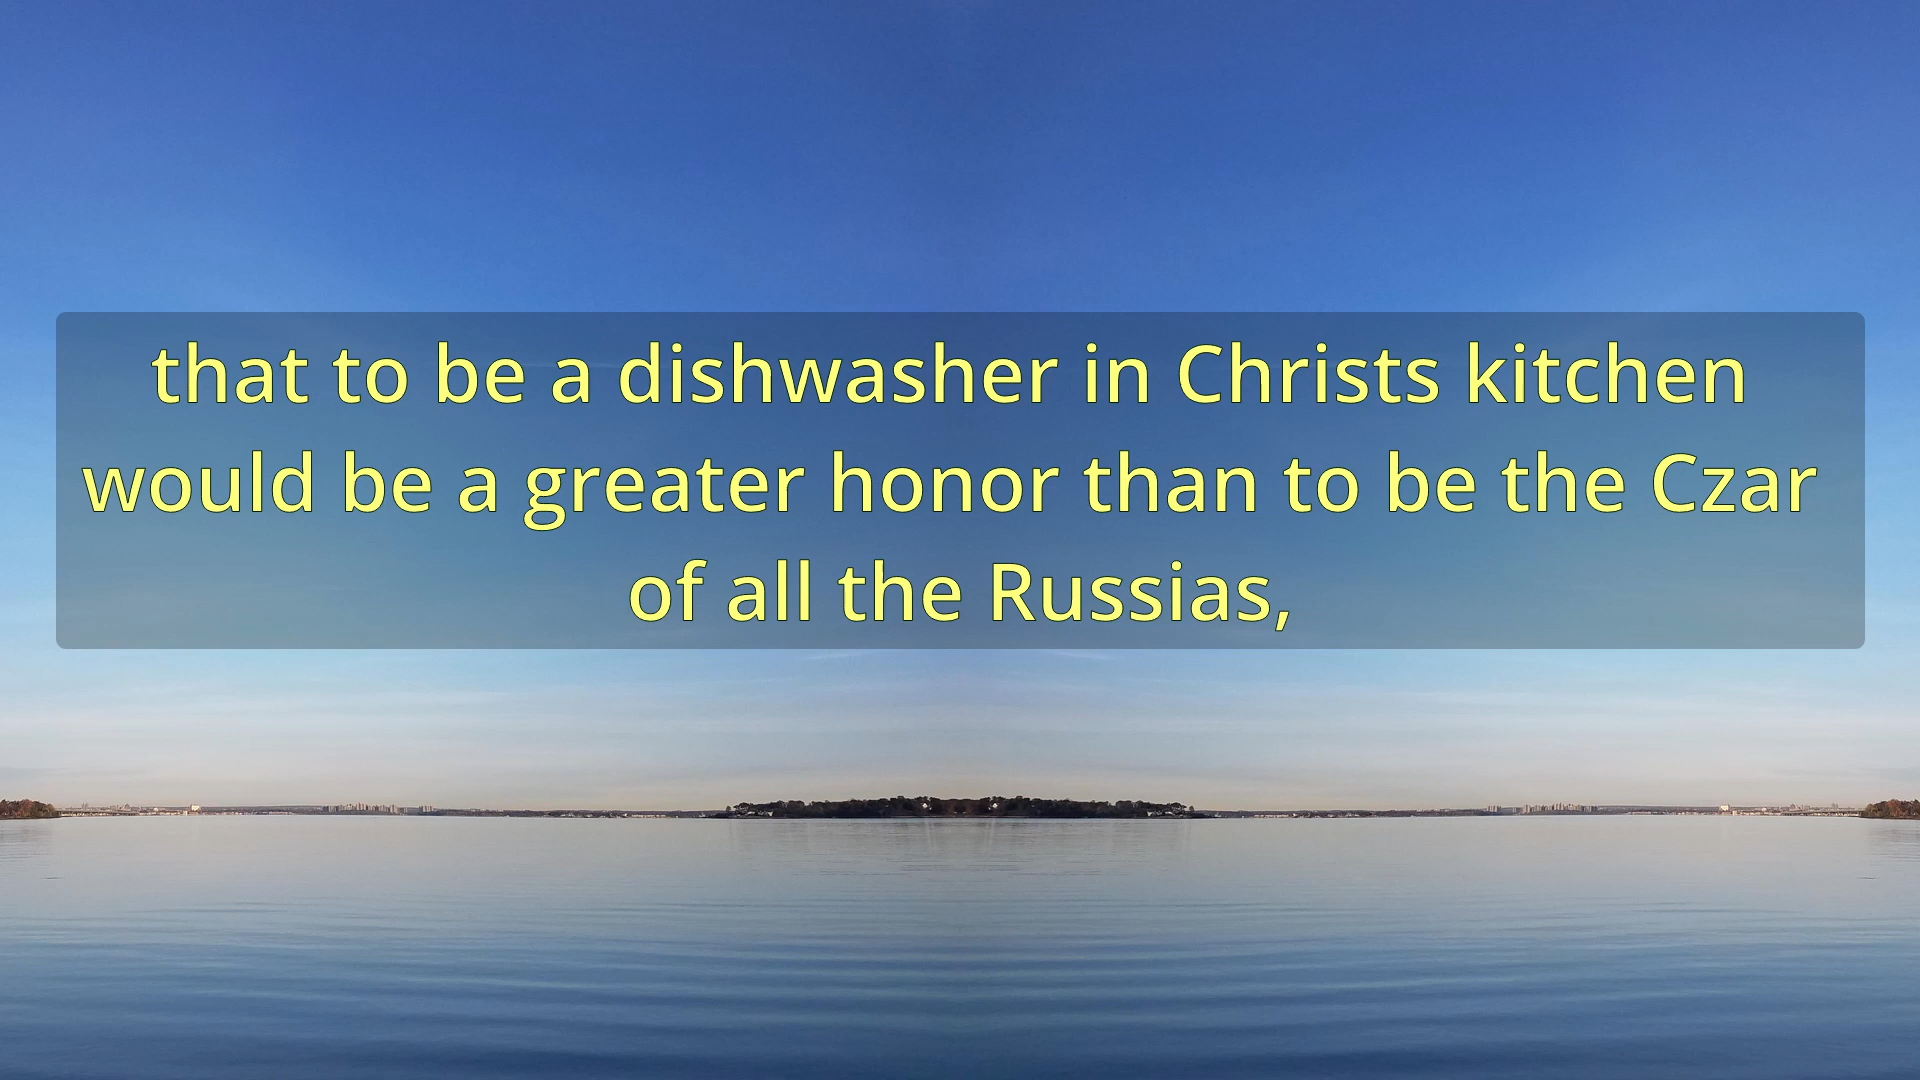 that to be a dishwasher in Christs kitchen
would be a greater honor than to be the Czar
of all the Russias,